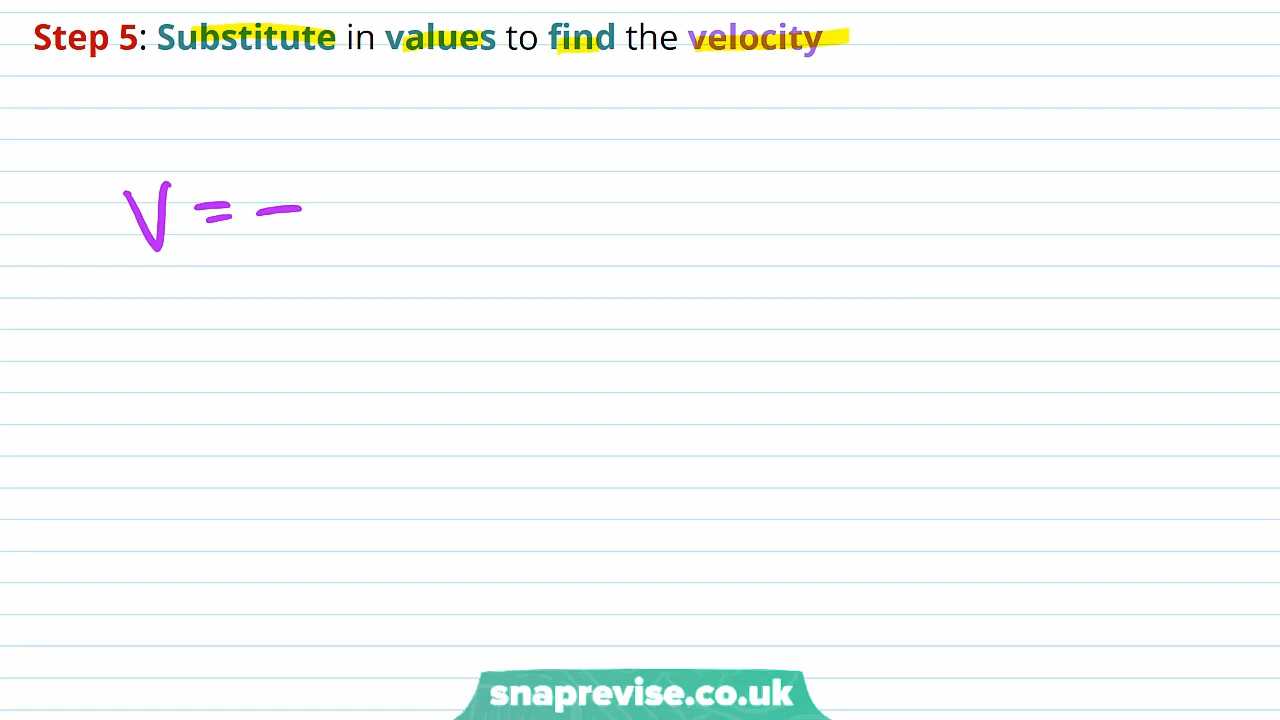 Step 5: Substitute in values to find the velocity
V = -
snaprevise.co.uk